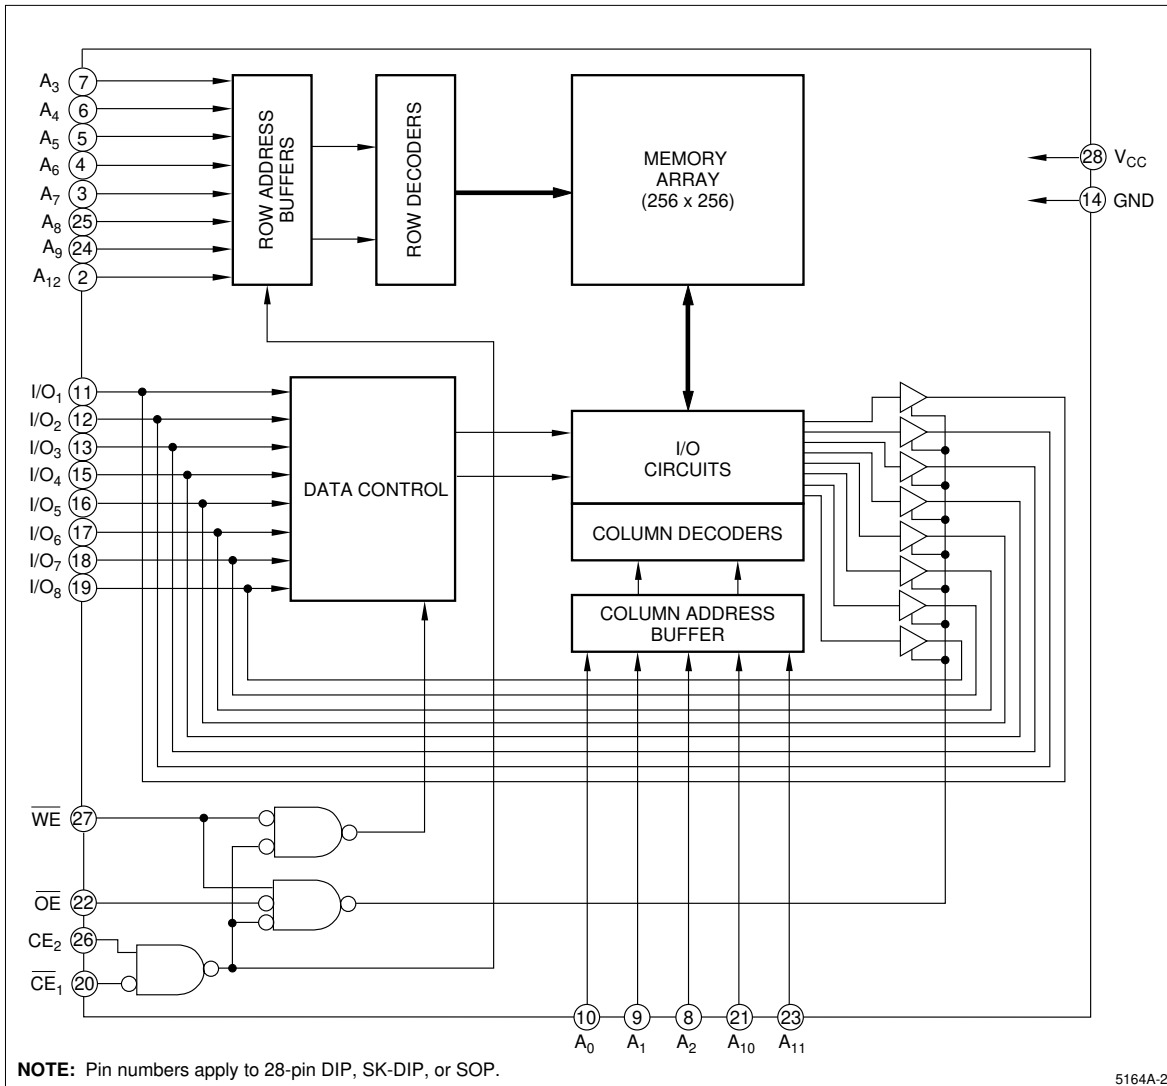 A3 7
A4 6
A5 5
A6 4
A7 3
A8 25
A9 24
A12 2
ROW ADDRESS
BUFFERS
ROW DECODERS
MEMORY
ARRAY
(256 x 256)
28 VCC
14 GND
I/O1 11
I/O2 12
I/O3 13
I/O4 15
I/O5 16
I/O6 17
I/O7 18
I/O8 19
DATA CONTROL
I/O
CIRCUITS
COLUMN DECODERS
COLUMN ADDRESS
BUFFER
W̅E̅ 27
O̅E̅ 22
CE2 26
C̅E̅1 20
10 9 8 21 23
A0 A1 A2 A10 A11
NOTE: Pin numbers apply to 28-pin DIP, SK-DIP, or SOP.
5164A-2